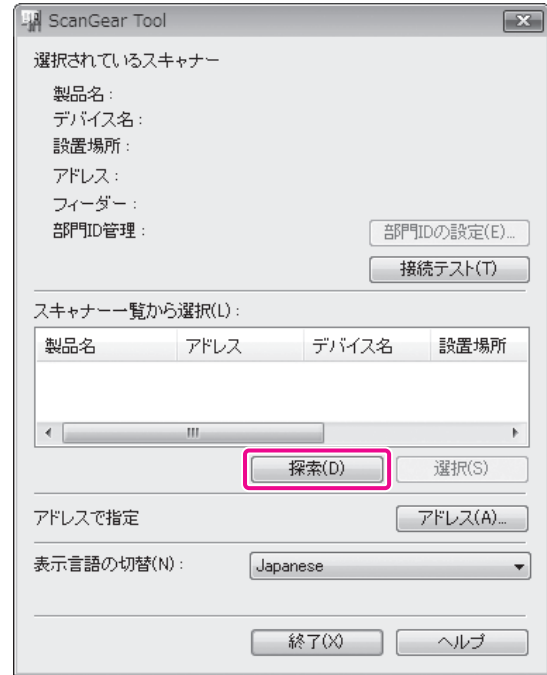 ScanGear Tool
選択されているスキャナー
製品名：
デバイス名：
設置場所：
アドレス：
フィーダー：
部門ID管理：
部門IDの設定(E)...
接続テスト(T)
スキャナー一覧から選択(L)：
製品名 アドレス デバイス名 設置場所
探索(D) 選択(S)
アドレスで指定 アドレス(A)...
表示言語の切替(N)： Japanese
終了(X) ヘルプ